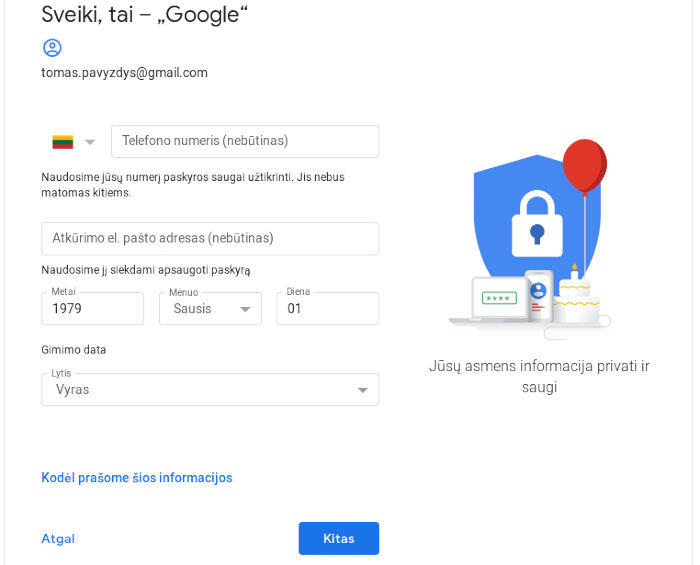 Sveiki, tai – „Google“
tomas.pavyzdys@gmail.com
Telefono numeris (nebūtinas)
Naudosime jūsų numerį paskyros saugai užtikrinti. Jis nebus
matomas kitiems.
Atkūrimo el. pašto adresas (nebūtinas)
Naudosime jį siekdami apsaugoti paskyrą
Metai
1979
Mėnuo
Sausis
Diena
01
Gimimo data
Lytis
Vyras
Kodėl prašome šios informacijos
Atgal
Kitas
****
Jūsų asmens informacija privati ir
saugi